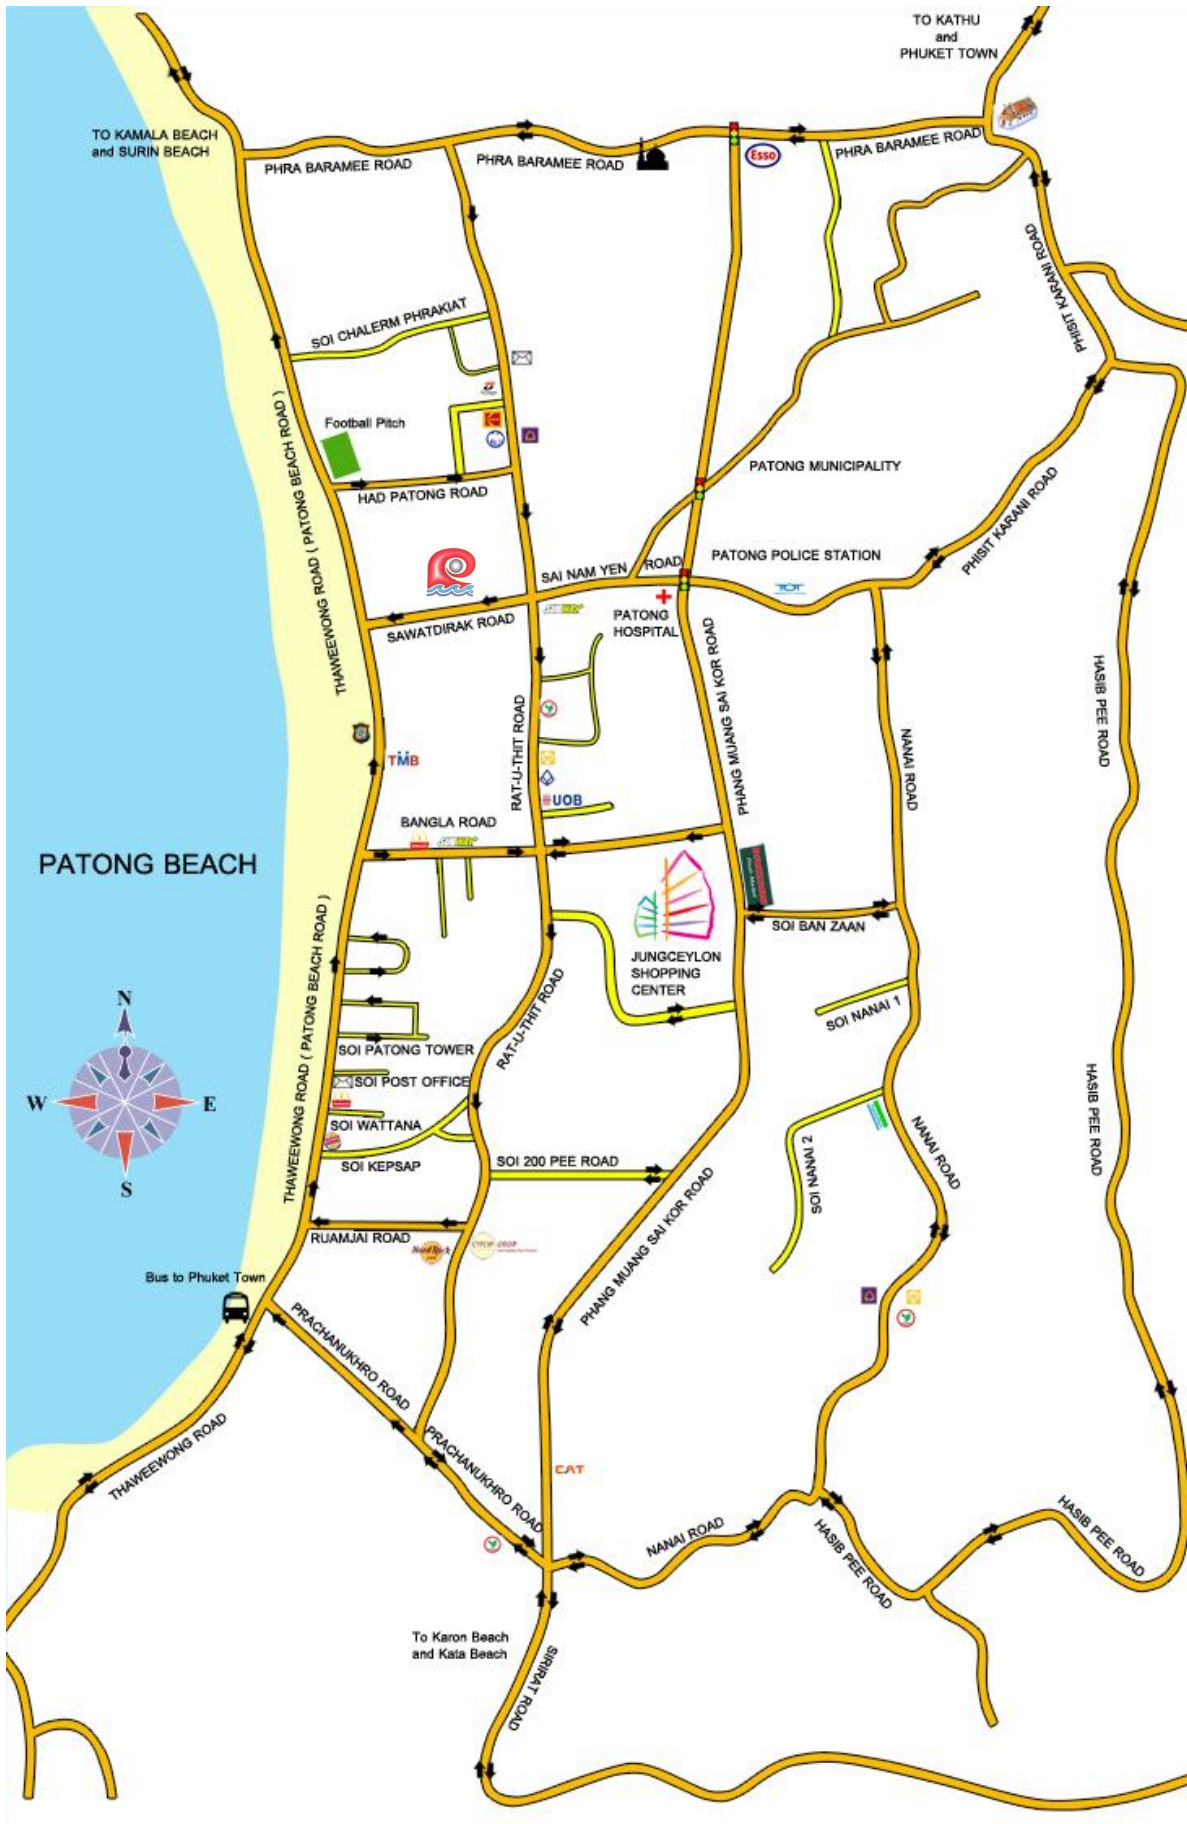 TO KATHU
and
PHUKET TOWN
TO KAMALA BEACH
and SURIN BEACH
PHRA BARAMEE ROAD
PHRA BARAMEE ROAD
Esso
PHRA BARAMEE ROAD
PHISIT KARANI ROAD
SOI CHALERM PHRAKIAT
THAWEEWONG ROAD ( PATONG BEACH ROAD )
Football Pitch
HAD PATONG ROAD
PATONG MUNICIPALITY
PHISIT KARANI ROAD
SAI NAM YEN ROAD
PATONG POLICE STATION
TOT
SAWATDIRAK ROAD
SUBWAY
PATONG
HOSPITAL
PHANG MUANG SAI KOR ROAD
HASIB PEE ROAD
RAT-U-THIT ROAD
NANAI ROAD
TMB
UOB
BANGLA ROAD
SUBWAY
PATONG BEACH
SOI BAN ZAAN
JUNGCEYLON
SHOPPING
CENTER
THAWEEWONG ROAD ( PATONG BEACH ROAD )
RAT-U-THIT ROAD
SOI NANAI 1
N
W
E
S
SOI PATONG TOWER
SOI POST OFFICE
SOI WATTANA
SOI KEPSAP
SOI 200 PEE ROAD
SOI NANAI 2
NANAI ROAD
HASIB PEE ROAD
PHANG MUANG SAI KOR ROAD
RUAMJAI ROAD
Hard Rock
Bus to Phuket Town
PRACHANUKHRO ROAD
THAWEEWONG ROAD
PRACHANUKHRO ROAD
CAT
NANAI ROAD
HASIB PEE ROAD
HASIB PEE ROAD
To Karon Beach
and Kata Beach
SIRIRAT ROAD